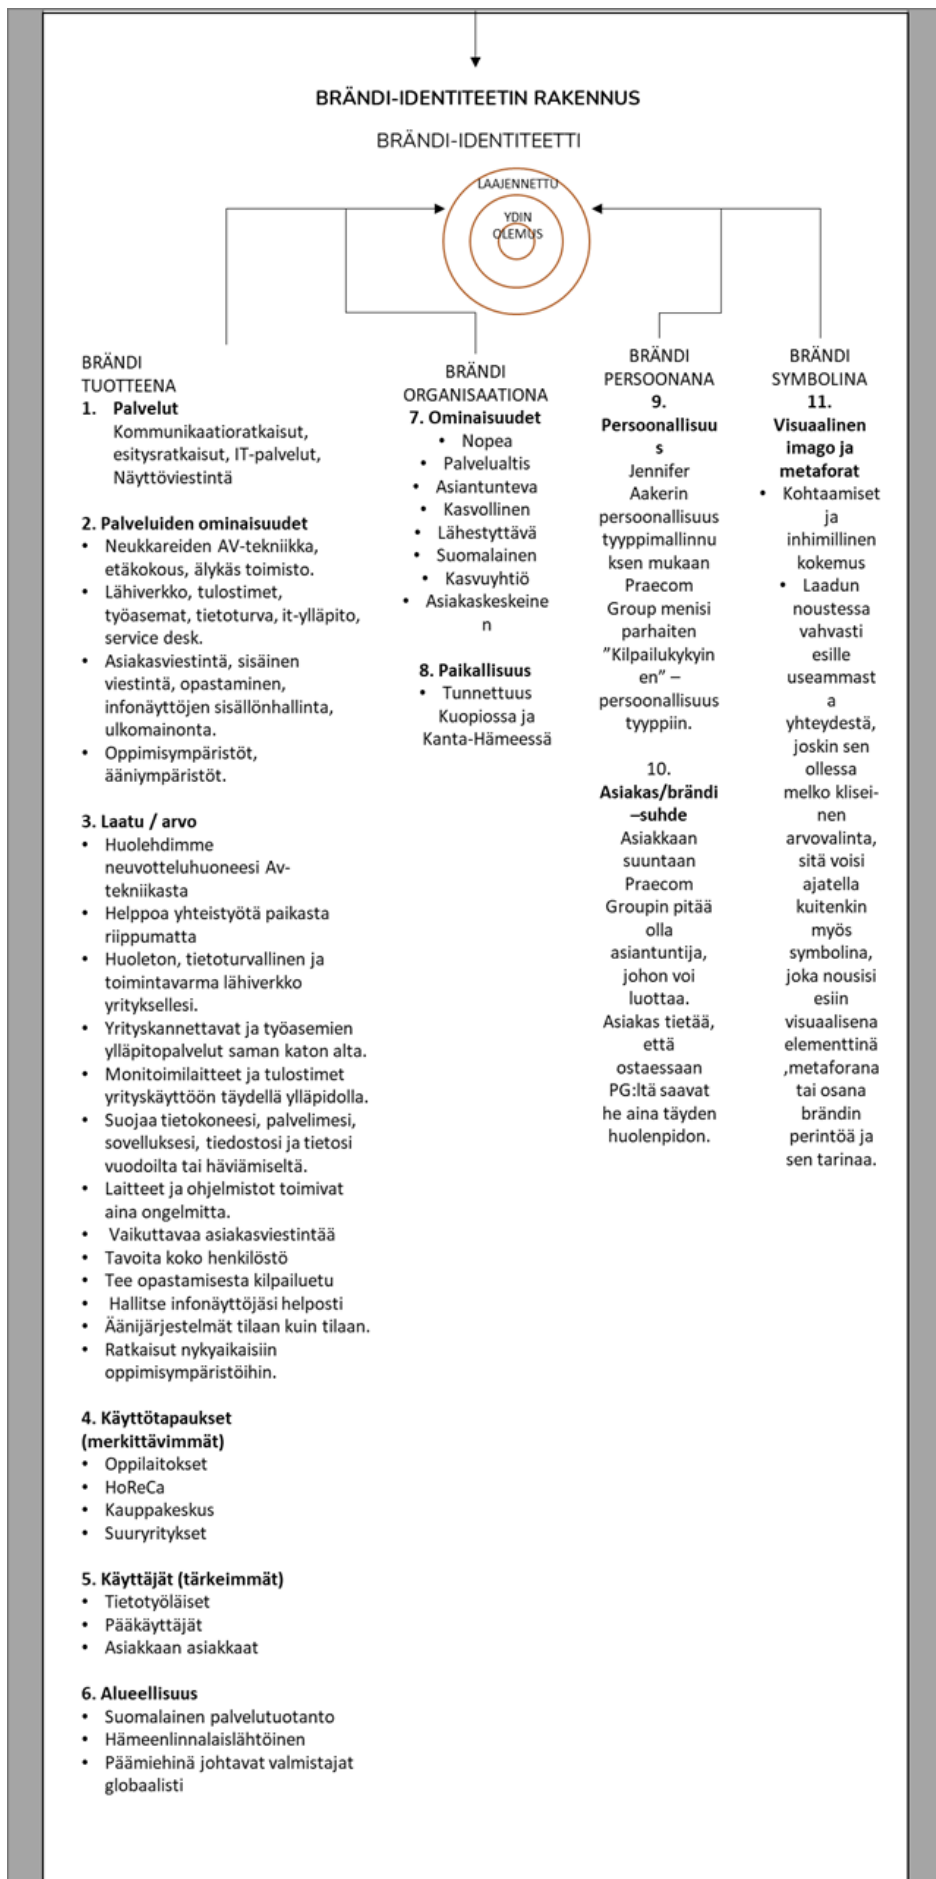 BRÄNDI-IDENTITEETIN RAKENNUS
BRÄNDI-IDENTITEETTI
LAAJENNETTU
YDIN
OLEMUS
BRÄNDI
TUOTTEENA
1. Palvelut
Kommunikaatioratkaisut,
esitysratkaisut, IT-palvelut,
Näyttöviestintä
2. Palveluiden ominaisuudet
• Neukkareiden AV-tekniikka,
etäkokous, älykäs toimisto.
• Lähiverkko, tulostimet,
työasemat, tietoturva, it-ylläpito,
service desk.
• Asiakasviestintä, sisäinen
viestintä, opastaminen,
infonäyttöjen sisällönhallinta,
ulkomainonta.
• Oppimisympäristöt,
ääniympäristöt.
3. Laatu / arvo
• Huolehdimme
neuvotteluhuoneesi Av-
tekniikasta
• Helppoa yhteistyötä paikasta
riippumatta
• Huoleton, tietoturvallinen ja
toimintavarma lähiverkko
yrityksellesi.
• Yrityskannettavat ja työasemien
ylläpitopalvelut saman katon alta.
• Monitoimilaitteet ja tulostimet
yrityskäyttöön täydellä ylläpidolla.
• Suojaa tietokoneesi, palvelimesi,
sovelluksesi, tiedostosi ja tietosi
vuodoilta tai häviämiseltä.
• Laitteet ja ohjelmistot toimivat
aina ongelmitta.
• Vaikuttavaa asiakasviestintää
• Tavoita koko henkilöstö
• Tee opastamisesta kilpailuetu
• Hallitse infonäyttöjäsi helposti
• Äänijärjestelmät tilaan kuin tilaan.
• Ratkaisut nykyaikaisiin
oppimisympäristöihin.
4. Käyttötapaukset
(merkittävimmät)
• Oppilaitokset
• HoReCa
• Kauppakeskus
• Suuryritykset
5. Käyttäjät (tärkeimmät)
• Tietotyöläiset
• Pääkäyttäjät
• Asiakkaan asiakkaat
6. Alueellisuus
• Suomalainen palvelutuotanto
• Hämeenlinnalaislähtöinen
• Päämiehinä johtavat valmistajat
globaalisti
BRÄNDI
ORGANISAATIONA
7. Ominaisuudet
• Nopea
• Palvelualtis
• Asiantunteva
• Kasvollinen
• Lähestyttävä
• Suomalainen
• Kasvuyhtiö
• Asiakaskeskeine
n
8. Paikallisuus
• Tunnettuus
Kuopiossa ja
Kanta-Hämeessä
BRÄNDI
PERSOONANA
9.
Persoonallisuu
s
Jennifer
Aakerin
persoonallisuus
tyyppimallinnu
ksen mukaan
Praecom
Group menisi
parhaiten
”Kilpailukykyin
en” –
persoonallisuus
tyyppiin.
10.
Asiakas/brändi
–suhde
Asiakkaan
suuntaan
Praecom
Groupin pitää
olla
asiantuntija,
johon voi
luottaa.
Asiakas tietää,
että
ostaessaan
PG:ltä saavat
he aina täyden
huolenpidon.
BRÄNDI
SYMBOLINA
11.
Visuaalinen
imago ja
metaforat
• Kohtaamiset
ja
inhimillinen
kokemus
• Laadun
noustessa
vahvasti
esille
useammast
a
yhteydestä,
joskin sen
ollessa
melko klisei-
nen
arvovalinta,
sitä voisi
ajatella
kuitenkin
myös
symbolina,
joka nousisi
esiin
visuaalisena
elementtinä
,metaforana
tai osana
brändin
perintöä ja
sen tarinaa.